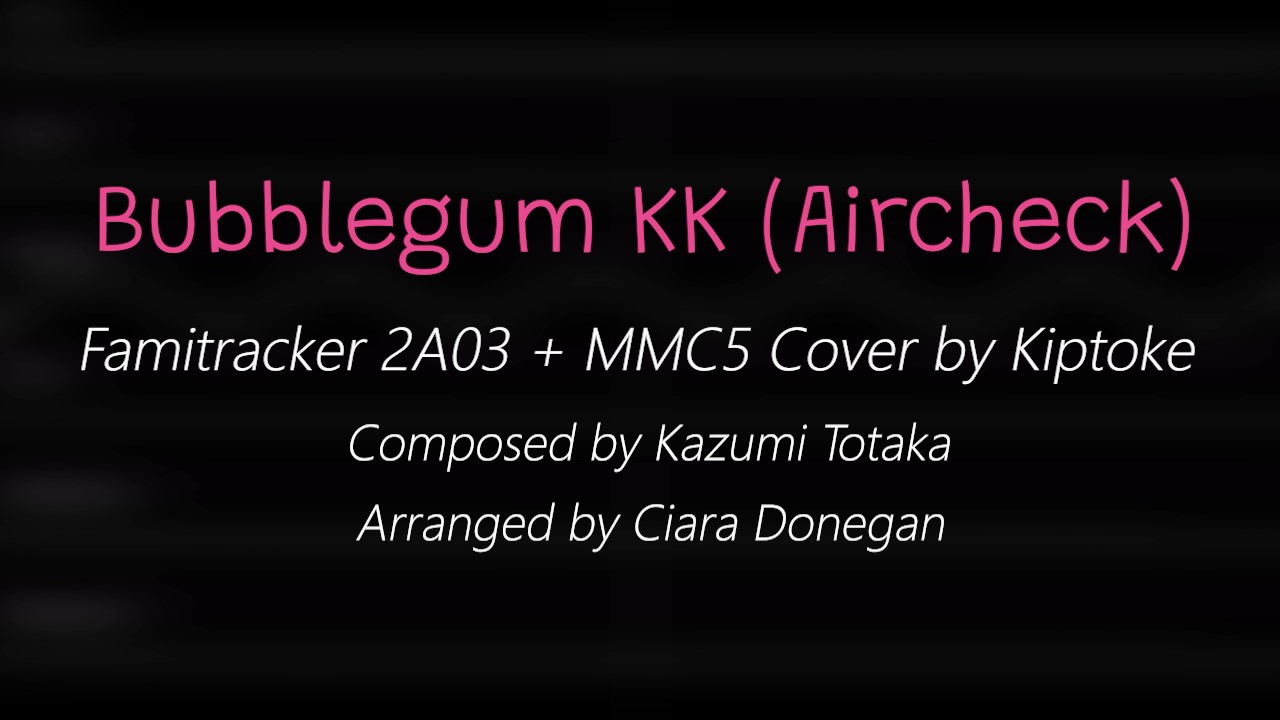 Bubblegum KK (Aircheck)
Famitracker 2A03 + MMC5 Cover by Kiptoke
Composed by Kazumi Totaka
Arranged by Ciara Donegan